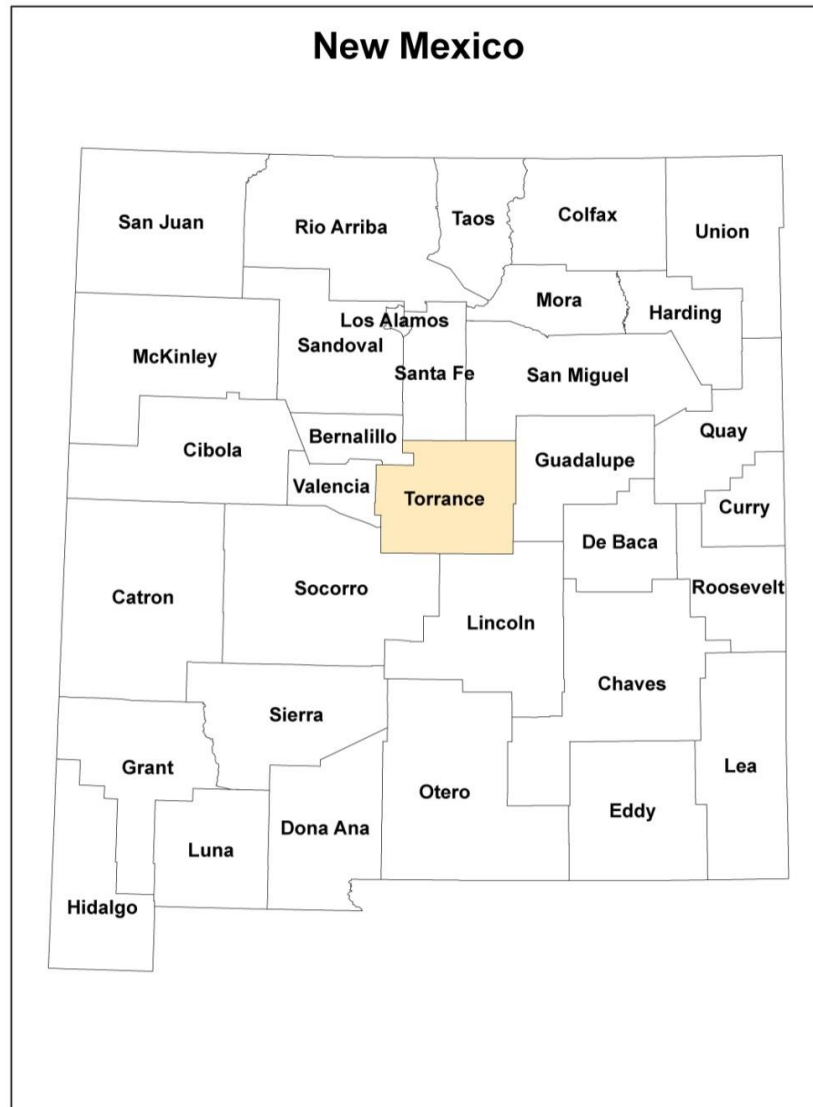 New Mexico
San Juan
Rio Arriba
Taos
Colfax
Union
Mora
Harding
Los Alamos
Sandoval
McKinley
Santa Fe
San Miguel
Bernalillo
Quay
Cibola
Guadalupe
Valencia
Torrance
Curry
De Baca
Roosevelt
Socorro
Catron
Lincoln
Chaves
Sierra
Grant
Lea
Otero
Eddy
Dona Ana
Luna
Hidalgo